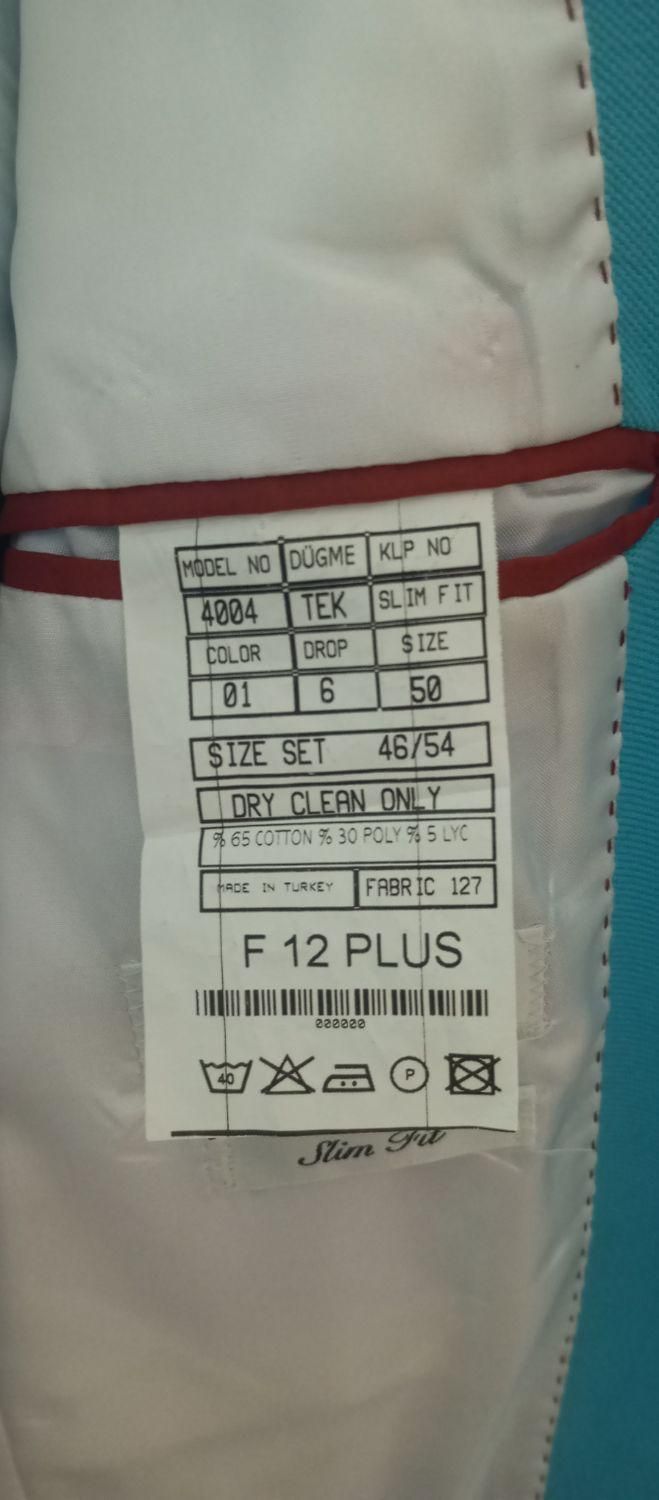 MODEL NO DÜGME KLP NO
4004 TEK SLIM FIT
COLOR DROP SIZE
01 6 50
SIZE SET 46/54
DRY CLEAN ONLY
% 65 COTTON % 30 POLY % 5 LYC
MADE IN TURKEY FABRIC 127
F 12 PLUS
000000
40 P
Slim Fit